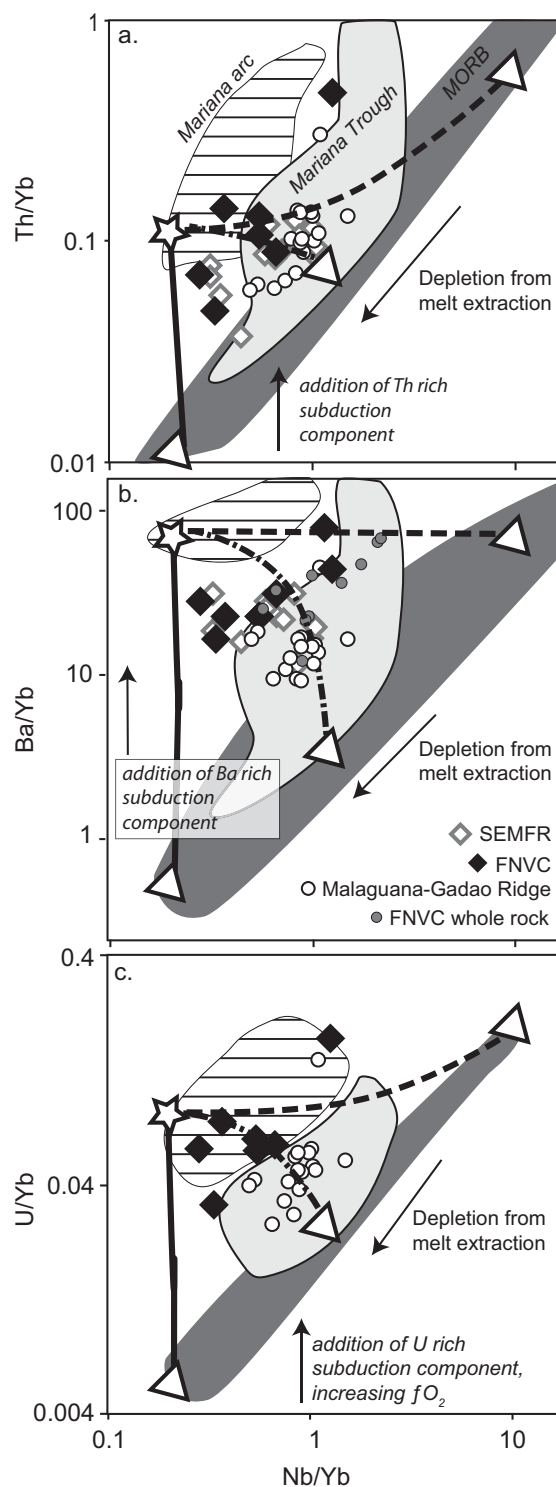 1
a.
Mariana arc
MORB
Mariana Trough
Th/Yb
0.1
Depletion from
melt extraction
addition of Th rich
subduction
component
0.01
b.
100
Ba/Yb
10
Depletion from
melt extraction
addition of Ba rich
subduction
component
1
SEMFR
FNVC
Malaguana-Gadao Ridge
FNVC whole rock
0.4
c.
U/Yb
0.04
Depletion from
melt extraction
addition of U rich
subduction component,
increasing ƒO2
0.004
0.1
1
10
Nb/Yb